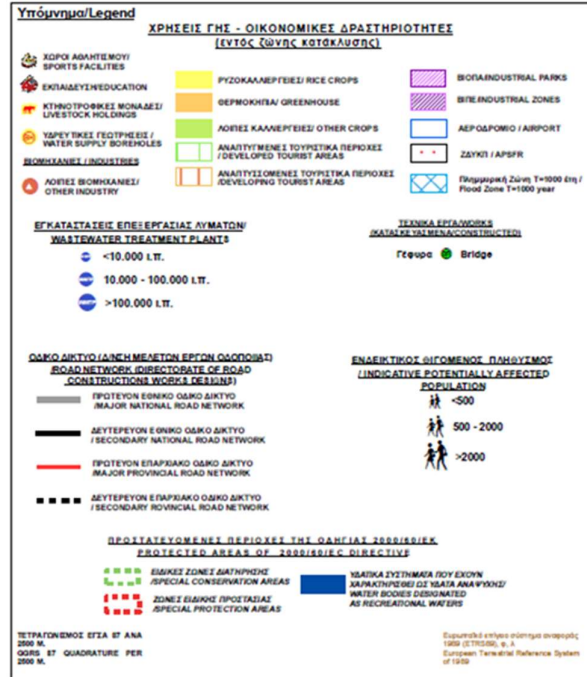 Υπόμνημα/Legend
ΧΡΗΣΕΙΣ ΓΗΣ - ΟΙΚΟΝΟΜΙΚΕΣ ΔΡΑΣΤΗΡΙΟΤΗΤΕΣ
(εντός ζώνης κατάκλυσης)
ΧΩΡΟΙ ΑΘΛΗΤΙΣΜΟΥ/
SPORTS FACILITIES
ΕΚΠΑΙΔΕΥΣΗ/EDUCATION
ΚΤΗΝΟΤΡΟΦΙΚΕΣ ΜΟΝΑΔΕΣ/
LIVESTOCK HOLDINGS
ΥΔΡΕΥΤΙΚΕΣ ΓΕΩΤΡΗΣΕΙΣ /
WATER SUPPLY BOREHOLES
ΒΙΟΜΗΧΑΝΙΕΣ / INDUSTRIES
ΛΟΙΠΕΣ ΒΙΟΜΗΧΑΝΙΕΣ/
OTHER INDUSTRY
ΡΥΖΟΚΑΛΛΙΕΡΓΕΙΕΣ/ RICE CROPS
ΘΕΡΜΟΚΗΠΙΑ/ GREENHOUSE
ΛΟΙΠΕΣ ΚΑΛΛΙΕΡΓΕΙΕΣ/ OTHER CROPS
ΑΝΑΠΤΥΓΜΕΝΕΣ ΤΟΥΡΙΣΤΙΚΑ ΠΕΡΙΟΧΕΣ
/ DEVELOPED TOURIST AREAS
ΑΝΑΠΤΥΣΣΟΜΕΝΕΣ ΤΟΥΡΙΣΤΙΚΑ ΠΕΡΙΟΧΕΣ
/DEVELOPING TOURIST AREAS
ΒΙΟΠΑ/INDUSTRIAL PARKS
ΒΙΠΕ/INDUSTRIAL ZONES
ΑΕΡΟΔΡΟΜΙΟ / AIRPORT
ΖΔΥΚΠ / APSFR
Πλημμυρική Ζώνη Τ=1000 έτη /
Flood Zone T=1000 year
ΕΓΚΑΤΑΣΤΑΣΕΙΣ ΕΠΕΞΕΡΓΑΣΙΑΣ ΛΥΜΑΤΩΝ/
WASTEWATER TREATMENT PLANTS
<10.000 ι.π.
10.000 - 100.000 ι.π.
>100.000 ι.π.
ΤΕΧΝΙΚΑ ΕΡΓΑ/WORKS
(ΚΑΤΑΣΚΕΥΑΣΜΕΝΑ/CONSTRUCTED)
Γέφυρα Bridge
ΟΔΙΚΟ ΔΙΚΤΥΟ (Δ/ΝΣΗ ΜΕΛΕΤΩΝ ΕΡΓΩΝ ΟΔΟΠΟΙΙΑΣ)
/ROAD NETWORK (DIRECTORATE OF ROAD
CONSTRUCTIONS WORKS DESIGNS)
ΠΡΩΤΕΥΟΝ ΕΘΝΙΚΟ ΟΔΙΚΟ ΔΙΚΤΥΟ
/MAJOR NATIONAL ROAD NETWORK
ΔΕΥΤΕΡΕΥΟΝ ΕΘΝΙΚΟ ΟΔΙΚΟ ΔΙΚΤΥΟ
/ SECONDARY NATIONAL ROAD NETWORK
ΠΡΩΤΕΥΟΝ ΕΠΑΡΧΙΑΚΟ ΟΔΙΚΟ ΔΙΚΤΥΟ
/MAJOR PROVINCIAL ROAD NETWORK
ΔΕΥΤΕΡΕΥΟΝ ΕΠΑΡΧΙΑΚΟ ΟΔΙΚΟ ΔΙΚΤΥΟ
/ SECONDARY ROVINCIAL ROAD NETWORK
ΕΝΔΕΙΚΤΙΚΟΣ ΘΙΓΟΜΕΝΟΣ ΠΛΗΘΥΣΜΟΣ
/ INDICATIVE POTENTIALLY AFFECTED
POPULATION
<500
500 - 2000
>2000
ΠΡΟΣΤΑΤΕΥΟΜΕΝΕΣ ΠΕΡΙΟΧΕΣ ΤΗΣ ΟΔΗΓΙΑΣ 2000/60/ΕΚ
PROTECTED AREAS OF 2000/60/EC DIRECTIVE
ΕΙΔΙΚΕΣ ΖΩΝΕΣ ΔΙΑΤΗΡΗΣΗΣ
/SPECIAL CONSERVATION AREAS
ΖΩΝΕΣ ΕΙΔΙΚΗΣ ΠΡΟΣΤΑΣΙΑΣ
/SPECIAL PROTECTION AREAS
ΥΔΑΤΙΚΑ ΣΥΣΤΗΜΑΤΑ ΠΟΥ ΕΧΟΥΝ
ΧΑΡΑΚΤΗΡΙΣΘΕΙ ΩΣ ΥΔΑΤΑ ΑΝΑΨΥΧΗΣ/
WATER BODIES DESIGNATED
AS RECREATIONAL WATERS
ΤΕΤΡΑΓΩΝΙΣΜΟΣ ΕΓΣΑ 87 ΑΝΑ
2500 Μ.
GGRS 87 QUADRATURE PER
2500 M.
Ευρωπαϊκό επίγειο σύστημα αναφοράς
1989 (ETRS89), φ, λ
European Terrestrial Reference System
of 1989